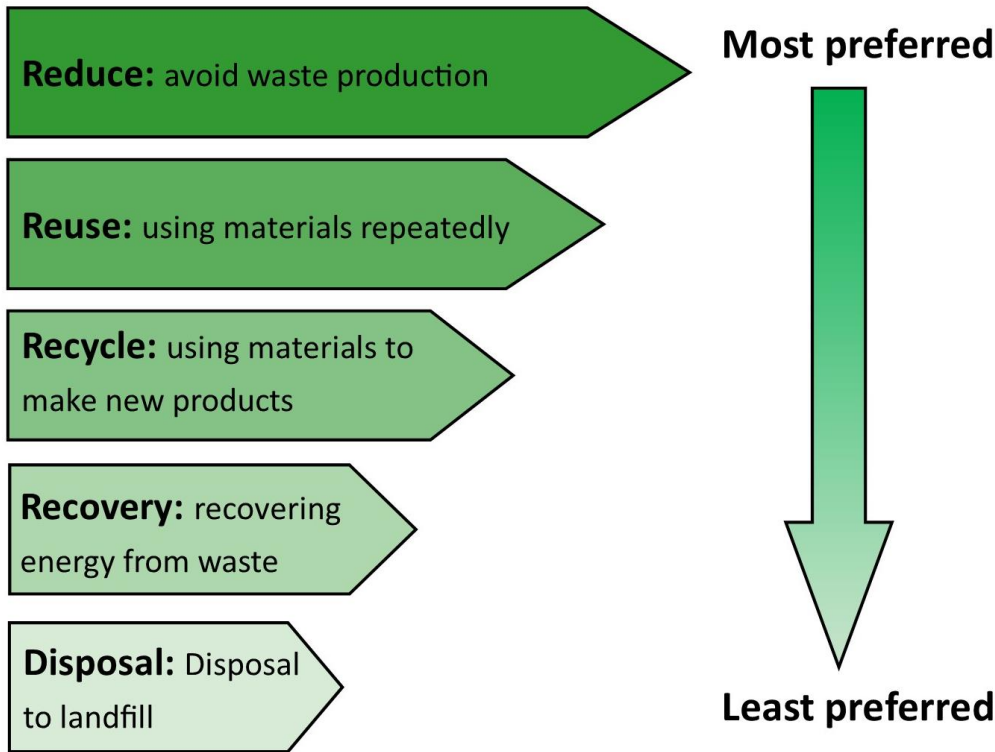 Reduce: avoid waste production
Most preferred
Reuse: using materials repeatedly
Recycle: using materials to
make new products
Recovery: recovering
energy from waste
Disposal: Disposal
to landfill
Least preferred